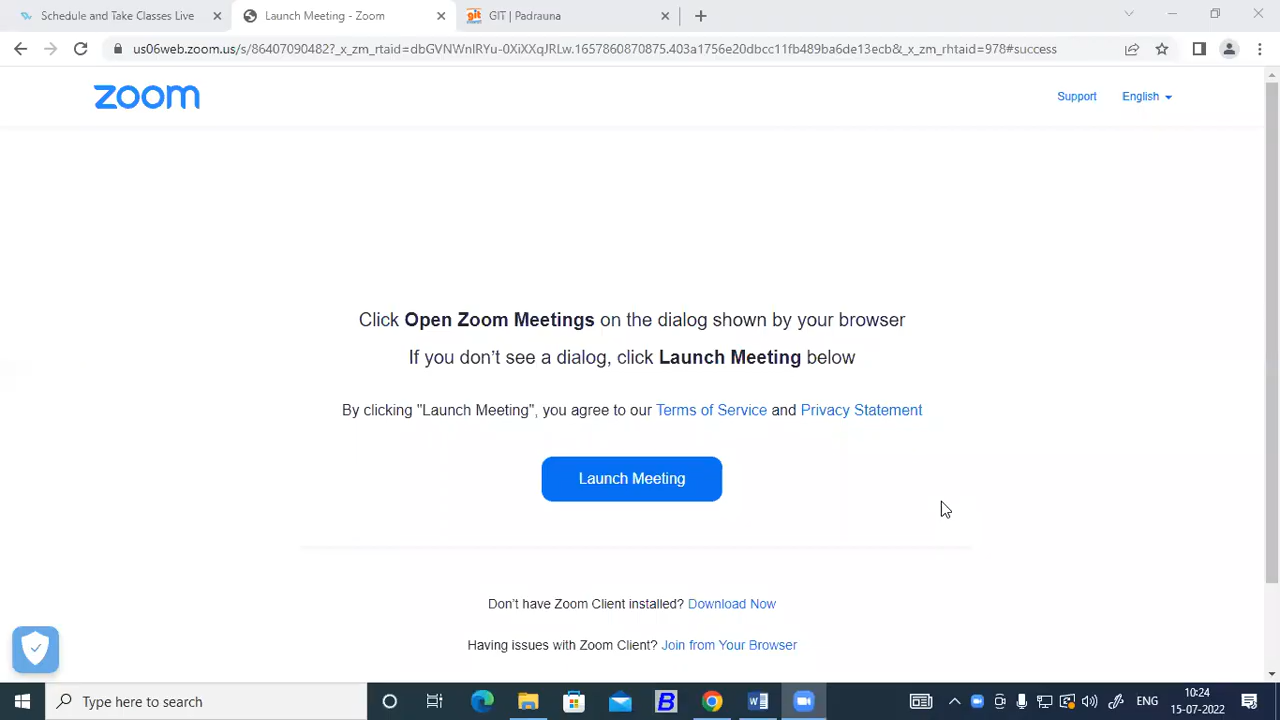 Schedule and Take Classes Live
Launch Meeting - Zoom
git
GIT | Padrauna
us06web.zoom.us/s/86407090482?_x_zm_rtaid=dbGVNWnIRYu-0XiXXqJRLw.1657860870875.403a1756e20dbcc11fb489ba6de13ecb&_x_zm_rhtaid=978#success
zoom
Support
English
Click Open Zoom Meetings on the dialog shown by your browser
If you don’t see a dialog, click Launch Meeting below
By clicking "Launch Meeting", you agree to our Terms of Service and Privacy Statement
Launch Meeting
Don’t have Zoom Client installed? Download Now
Having issues with Zoom Client? Join from Your Browser
Type here to search
B
W
ENG
10:24
15-07-2022